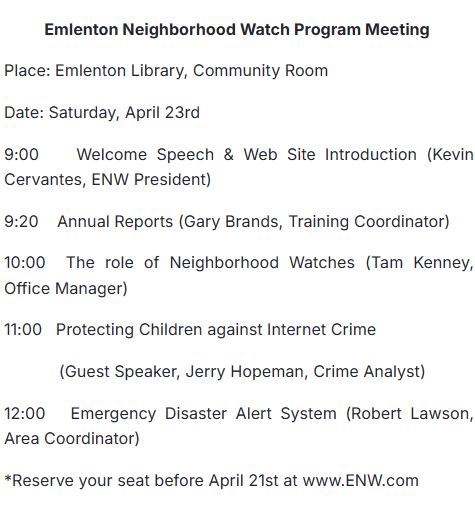 Emlenton Neighborhood Watch Program Meeting
Place: Emlenton Library, Community Room
Date: Saturday, April 23rd
9:00 Welcome Speech & Web Site Introduction (Kevin
Cervantes, ENW President)
9:20 Annual Reports (Gary Brands, Training Coordinator)
10:00 The role of Neighborhood Watches (Tam Kenney,
Office Manager)
11:00 Protecting Children against Internet Crime
(Guest Speaker, Jerry Hopeman, Crime Analyst)
12:00 Emergency Disaster Alert System (Robert Lawson,
Area Coordinator)
*Reserve your seat before April 21st at www.ENW.com